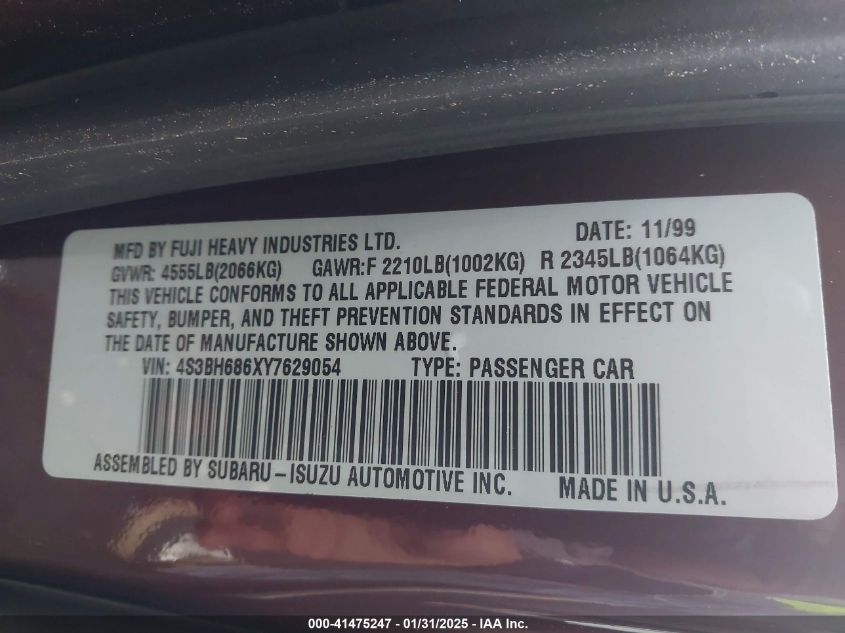 MFD BY FUJI HEAVY INDUSTRIES LTD. DATE: 11/99
GVWR: 4555LB(2066KG) GAWR:F 2210LB(1002KG) R 2345LB(1064KG)
THIS VEHICLE CONFORMS TO ALL APPLICABLE FEDERAL MOTOR VEHICLE
SAFETY, BUMPER, AND THEFT PREVENTION STANDARDS IN EFFECT ON
THE DATE OF MANUFACTURE SHOWN ABOVE.
VIN: 4S3BH686XY7629054 TYPE: PASSENGER CAR
ASSEMBLED BY SUBARU-ISUZU AUTOMOTIVE INC. MADE IN U.S.A.
000-41475247 - 01/31/2025 - IAA Inc.